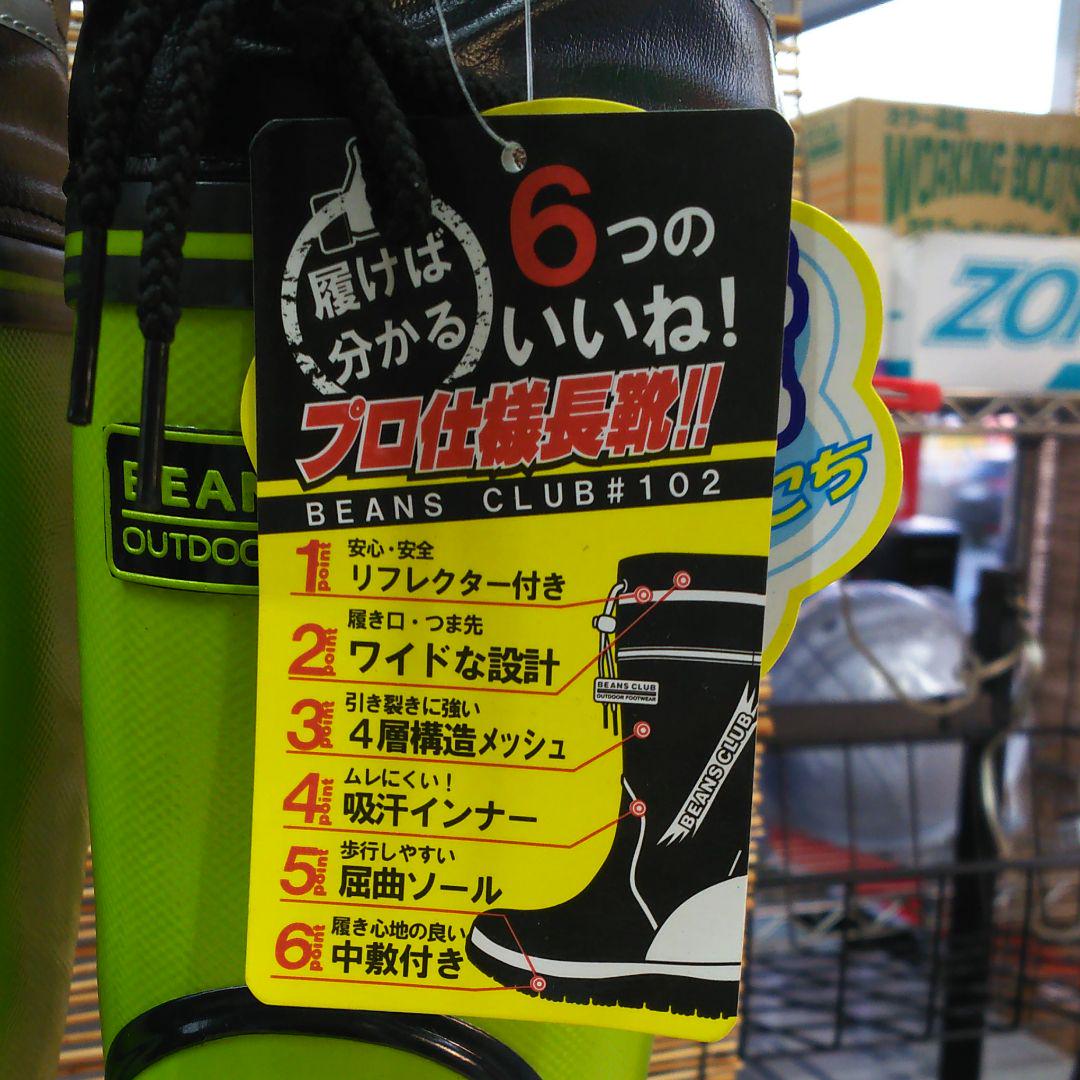 履けば
分かる
6つの
いいね!
プロ仕様長靴!!
BEANS CLUB#102
1point 安心・安全
リフレクター付き
2point 履き口・つま先
ワイドな設計
3point 引き裂きに強い
4層構造メッシュ
4point ムレにくい!
吸汗インナー
5point 歩行しやすい
屈曲ソール
6point 履き心地の良い
中敷付き
BEANS CLUB
OUTDOOR FOOTWEAR
BEANS CLUB
BEAN
OUTDOO
こち
WORKING BOOTS
ZO